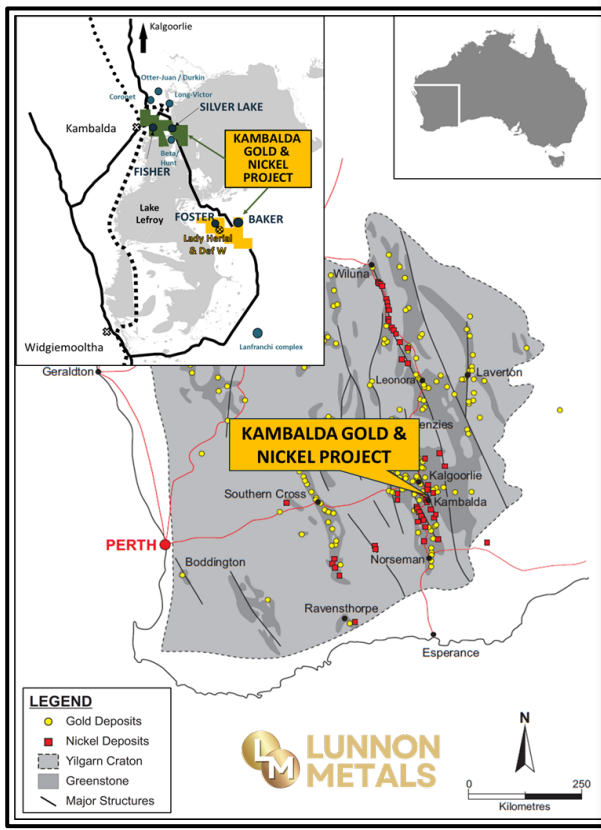 Kalgoorlie
Otter-Juan / Durkin
Coronet
Long-Victor
SILVER LAKE
Kambalda
Beta/
Hunt
FISHER
KAMBALDA
GOLD &
NICKEL
PROJECT
Lake
Lefroy
FOSTER
BAKER
Lady Herial
& Def W
Widgiemooltha
Lanfranchi complex
Wiluna
Geraldton
Leonora
Laverton
enzies
KAMBALDA GOLD &
NICKEL PROJECT
Kalgoorlie
Southern
Cross
Kambalda
PERTH
Boddington
Norseman
Ravensthorpe
Esperance
LEGEND
Gold Deposits
Nickel Deposits
Yilgarn Craton
Greenstone
Major Structures
LM
LUNNON
METALS
N
0
250
Kilometres